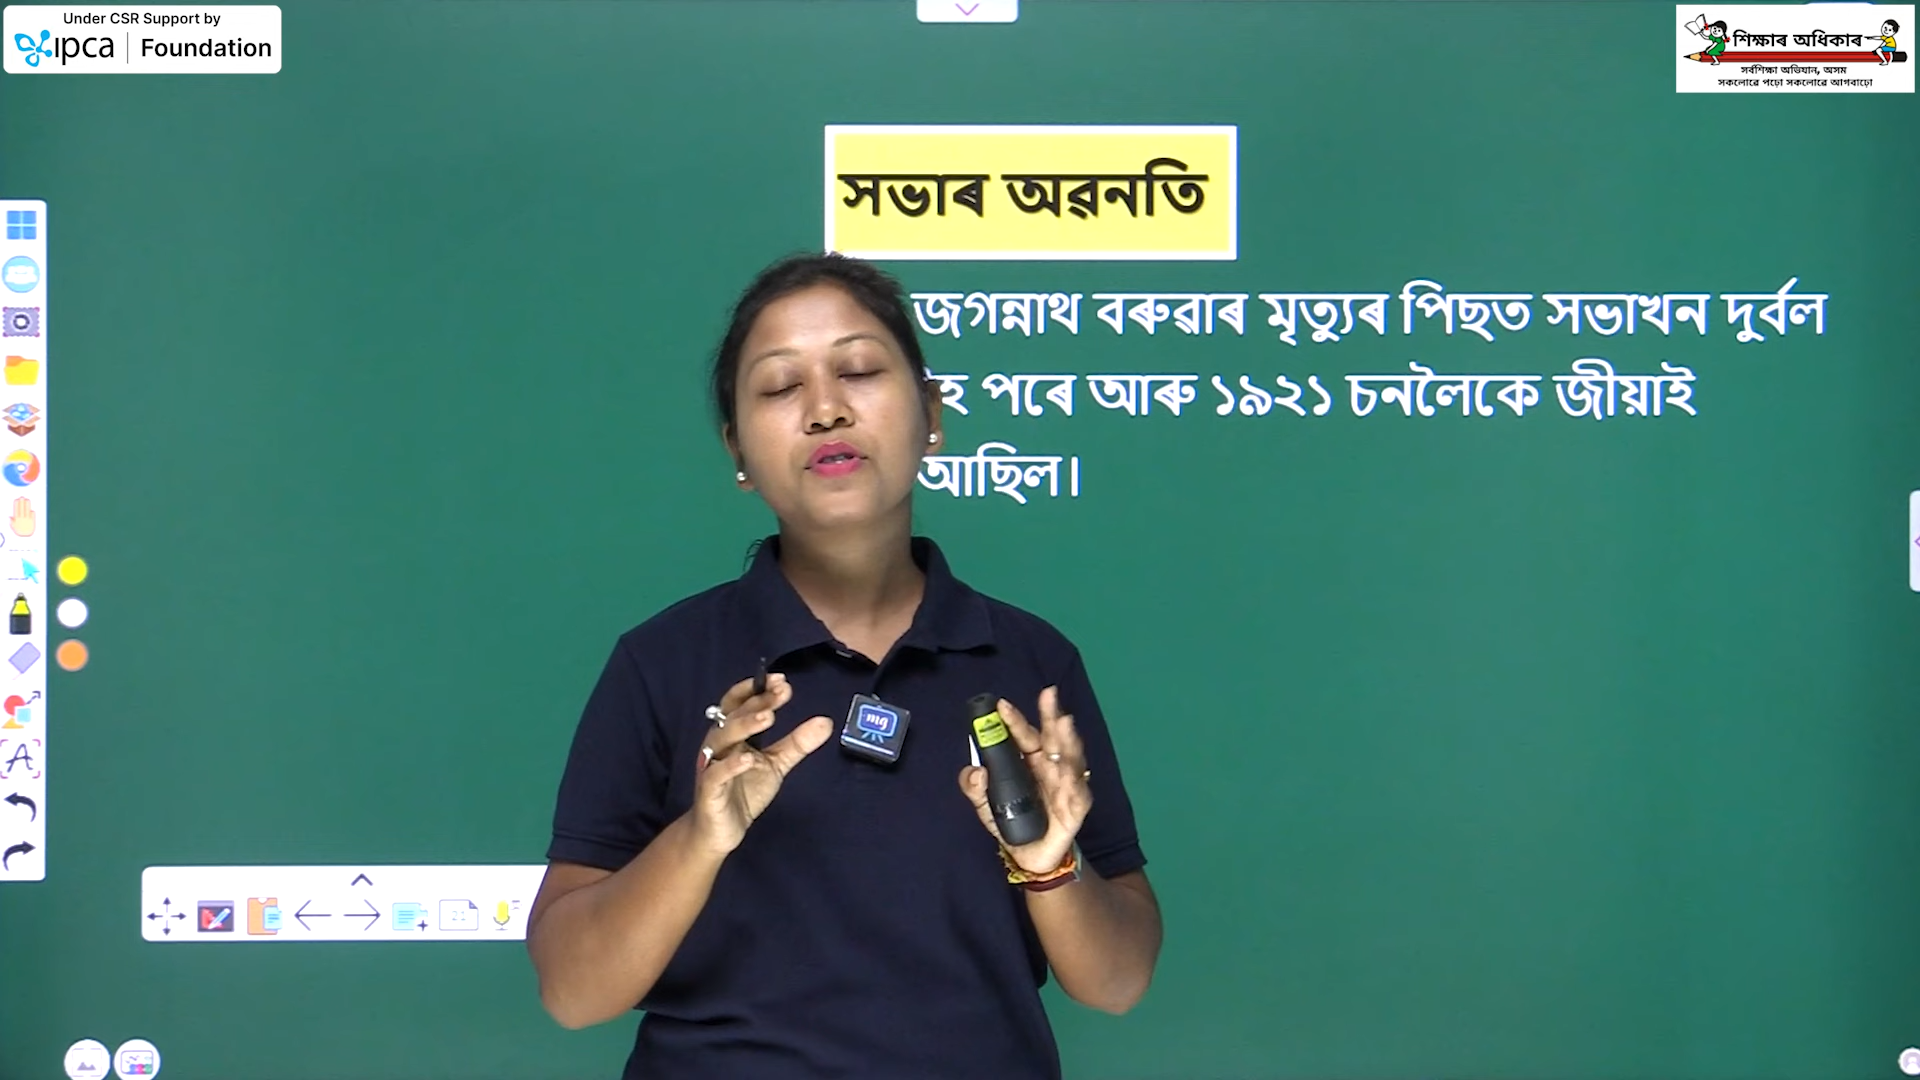 Under CSR Support by
ipca Foundation
শিক্ষাৰ অধিকাৰ
সৰ্বশিক্ষা অভিযান, অসম
সকলোৱে পঢ়ো সকলোৱে আগবাঢ়ো
সভাৰ অৱনতি
জগন্নাথ বৰুৱাৰ মৃত্যুৰ পিছত সভাখন দুৰ্বল
হৈ পৰে আৰু ১৯২১ চনলৈকে জীয়াই
আছিল।
mg